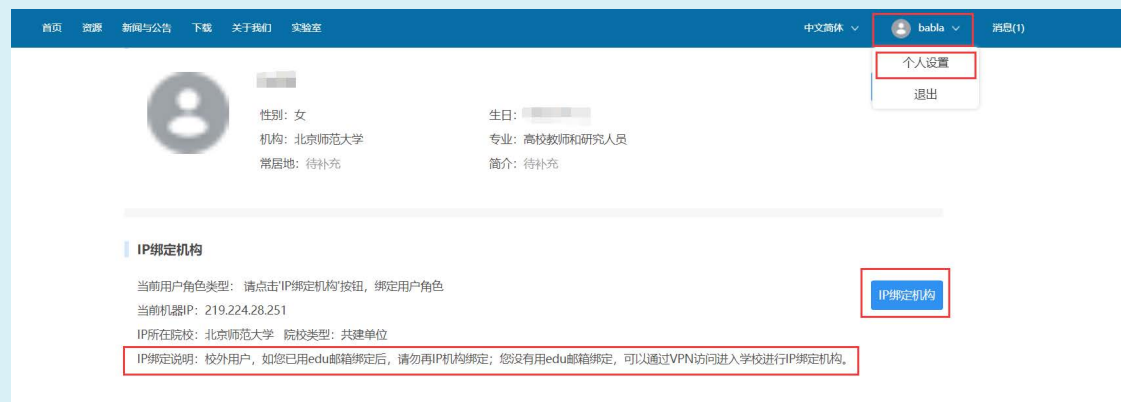 首页 资源 新闻与公告 下载 关于我们 实验室 中文简体 babla 消息(1)
个人设置
退出
性别：女 生日：
机构：北京师范大学 专业：高校教师和研究人员
常居地：待补充 简介：待补充
IP绑定机构
当前用户角色类型： 请点击'IP绑定机构'按钮，绑定用户角色
IP绑定机构
当前机器IP：219.224.28.251
IP所在院校：北京师范大学 院校类型：共建单位
IP绑定说明：校外用户，如您已用edu邮箱绑定后，请勿再IP机构绑定；您没有用edu邮箱绑定，可以通过VPN访问进入学校进行IP绑定机构。